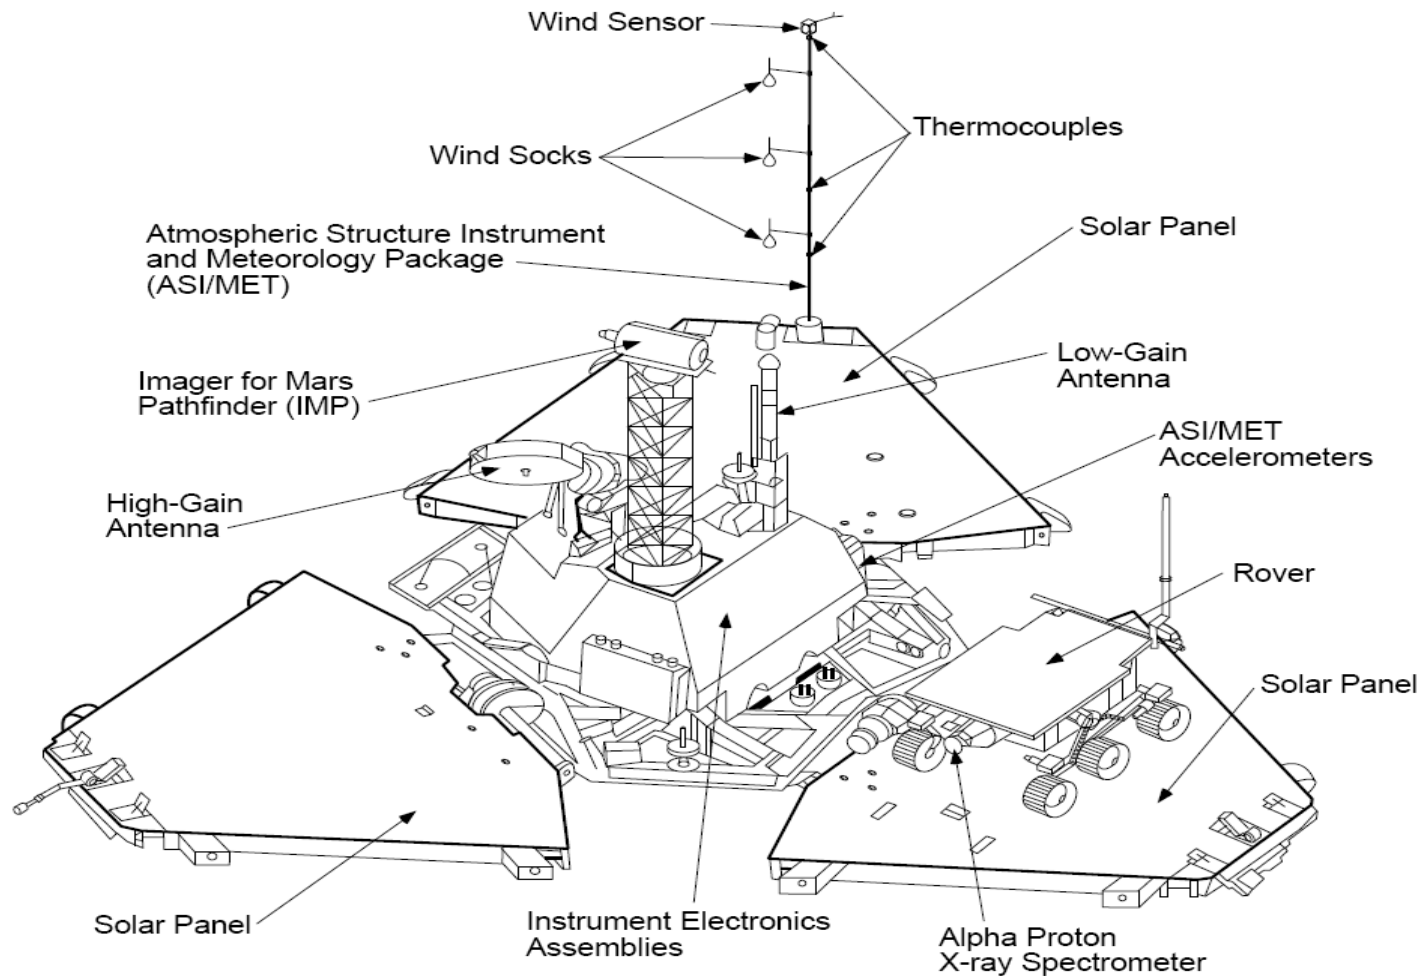 Wind Sensor
Thermocouples
Wind Socks
Atmospheric Structure Instrument
and Meteorology Package
(ASI/MET)
Solar Panel
Imager for Mars
Pathfinder (IMP)
Low-Gain
Antenna
ASI/MET
Accelerometers
High-Gain
Antenna
Rover
Solar Panel
Solar Panel
Instrument Electronics
Assemblies
Alpha Proton
X-ray Spectrometer